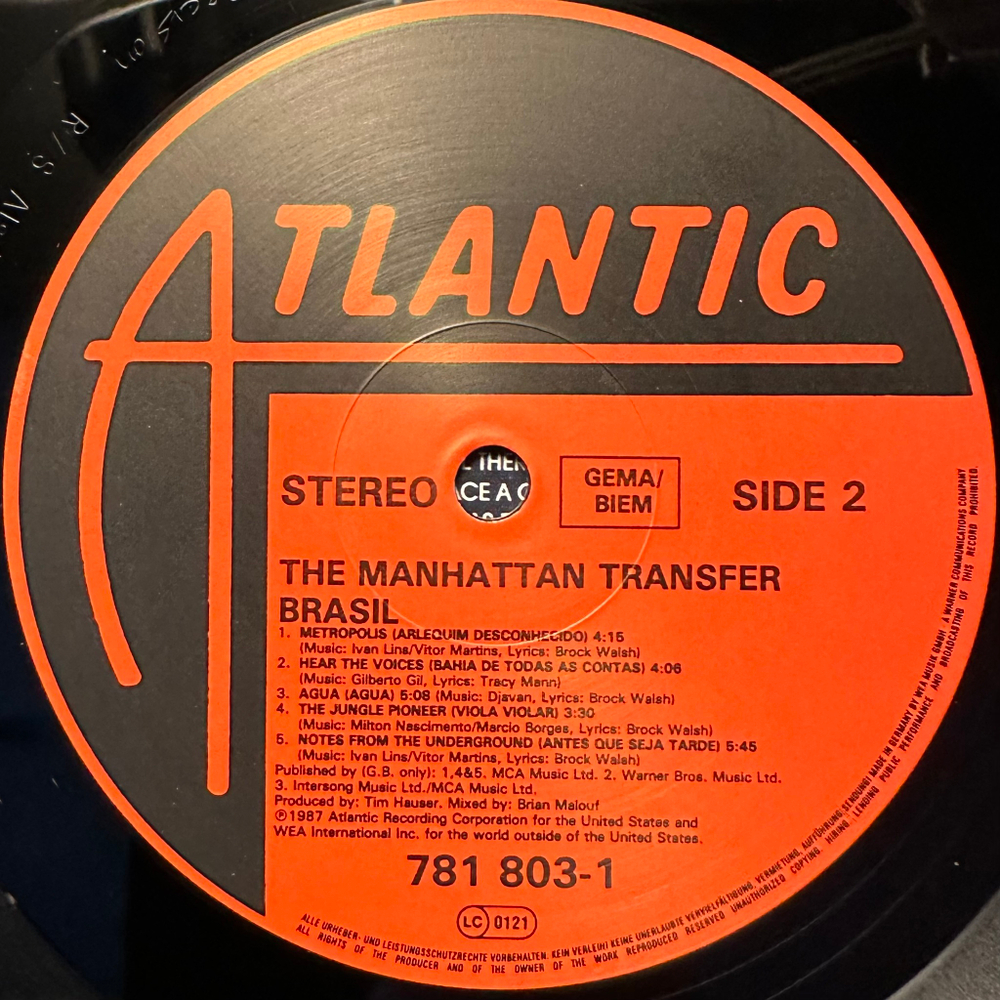 ATLANTIC
STEREO
GEMA/
BIEM
SIDE 2
THE MANHATTAN TRANSFER
BRASIL
1. METROPOLIS (ARLEQUIM DESCONHECIDO) 4:15
(Music: Ivan Lins/Vitor Martins, Lyrics: Brock Walsh)
2. HEAR THE VOICES (BAHIA DE TODAS AS CONTAS) 4:06
(Music: Gilberto Gil, Lyrics: Tracy Mann)
3. AGUA (AGUA) 5:08 (Music: Djavan, Lyrics: Brock Walsh)
4. THE JUNGLE PIONEER (VIOLA VIOLAR) 3:30
(Music: Milton Nascimento/Marcio Borges, Lyrics: Brock Walsh)
5. NOTES FROM THE UNDERGROUND (ANTES QUE SEJA TARDE) 5:45
(Music: Ivan Lins/Vitor Martins, Lyrics: Brock Walsh)
Published by (G.B. only): 1,4&5, MCA Music Ltd. 2. Warner Bros. Music Ltd.
3. Intersong Music Ltd./MCA Music Ltd.
Produced by: Tim Hauser. Mixed by: Brian Malouf
℗1987 Atlantic Recording Corporation for the United States and
WEA International Inc. for the world outside of the United States.
781 803-1
LC 0121
ALLE URHEBER- UND LEISTUNGSSCHUTZRECHTE VORBEHALTEN. KEIN VERLEIH! KEINE UNERLAUBTE VERVIELFÄLTIGUNG, VERMIETUNG, AUFFÜHRUNG, SENDUNG! MADE IN GERMANY BY WEA MUSIK GMBH · A WARNER COMMUNICATIONS COMPANY
ALL RIGHTS OF THE PRODUCER AND OF THE OWNER OF THE WORK REPRODUCED RESERVED UNAUTHORIZED COPYING, HIRING, LENDING PUBLIC PERFORMANCE AND BROADCASTING OF THIS RECORD PROHIBITED.
R/S